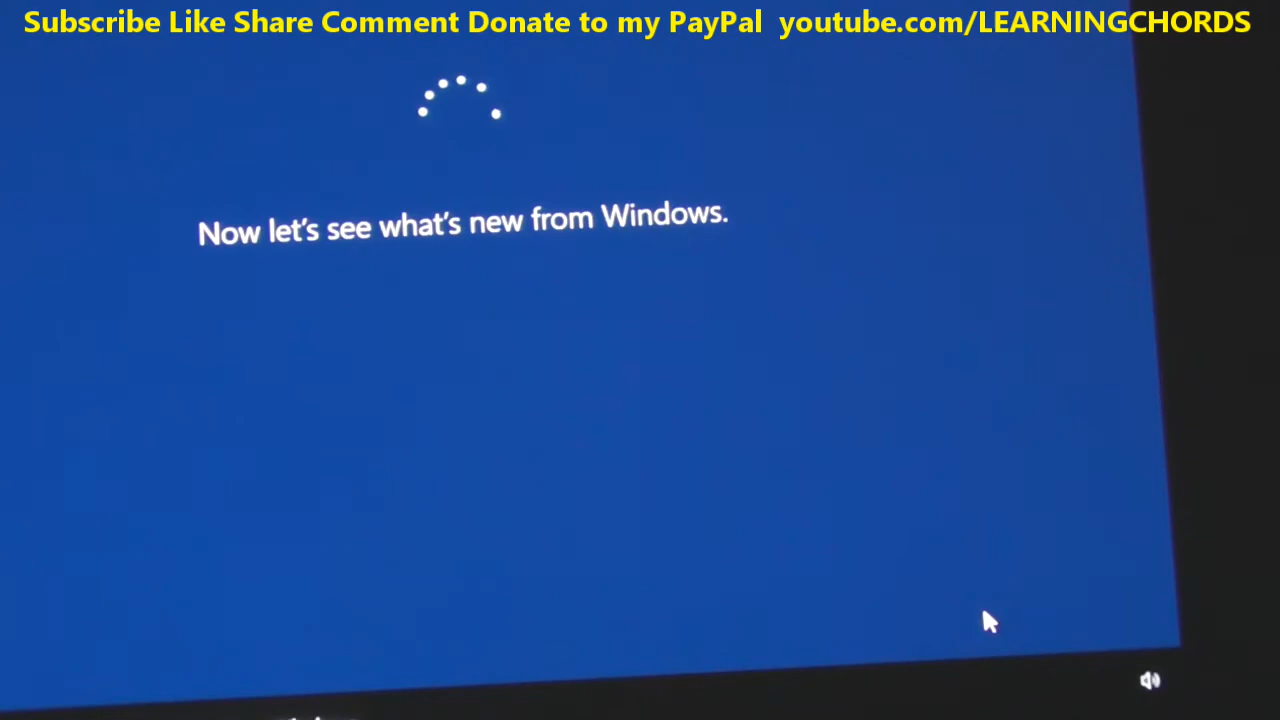 Subscribe Like Share Comment Donate to my PayPal  youtube.com/LEARNINGCHORDS
Now let's see what's new from Windows.